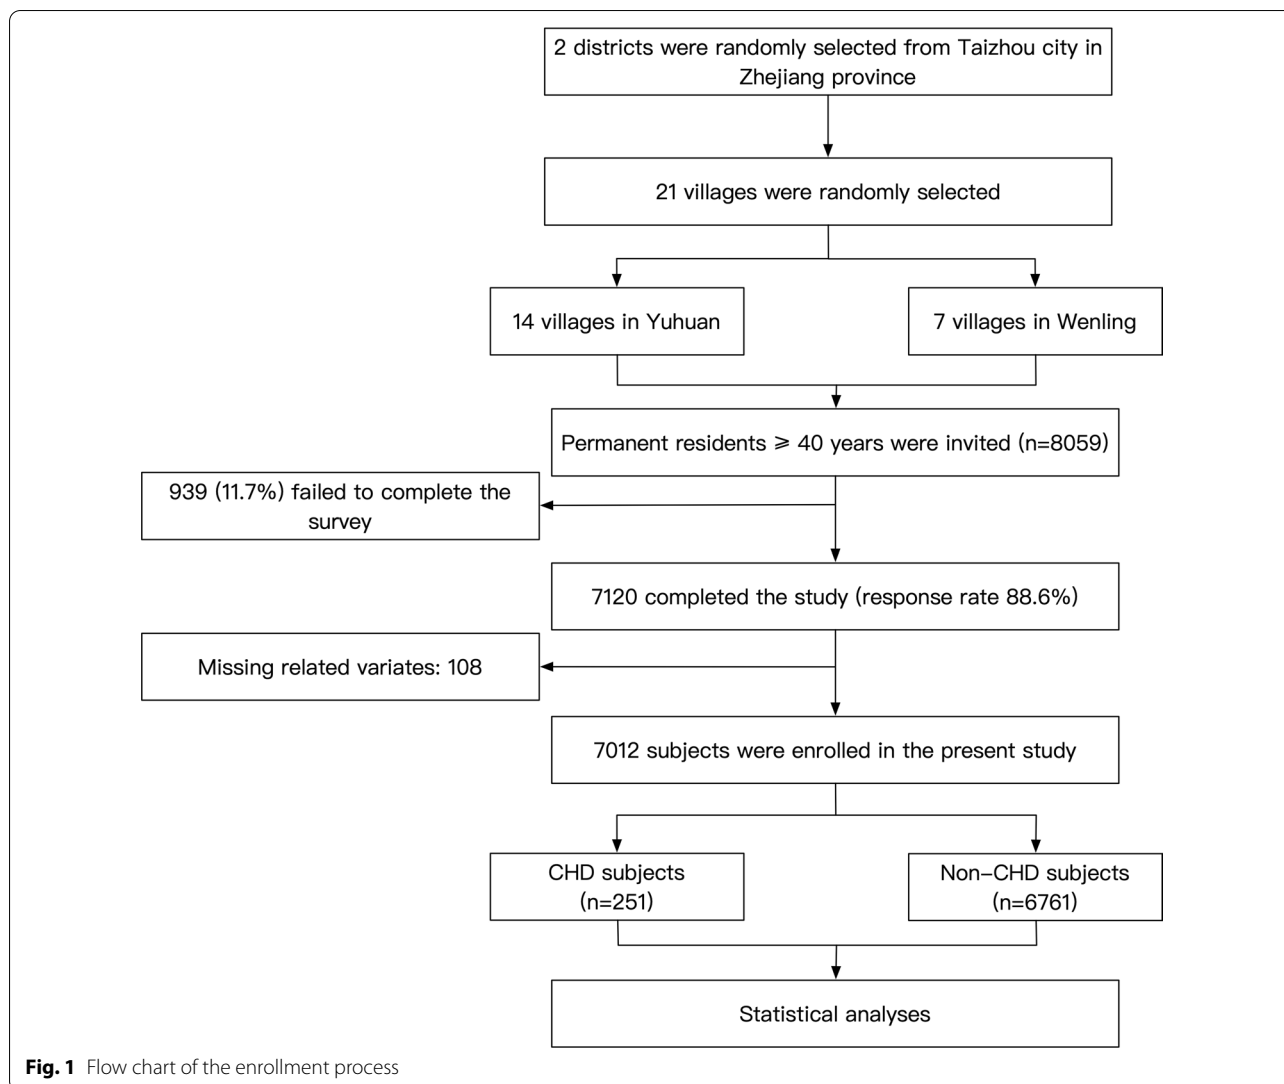 2 districts were randomly selected from Taizhou city in
Zhejiang province
21 villages were randomly selected
14 villages in Yuhuan
7 villages in Wenling
Permanent residents ⩾ 40 years were invited (n=8059)
939 (11.7%) failed to complete the
survey
7120 completed the study (response rate 88.6%)
Missing related variates: 108
7012 subjects were enrolled in the present study
CHD subjects
(n=251)
Non–CHD subjects
(n=6761)
Statistical analyses
Fig. 1 Flow chart of the enrollment process